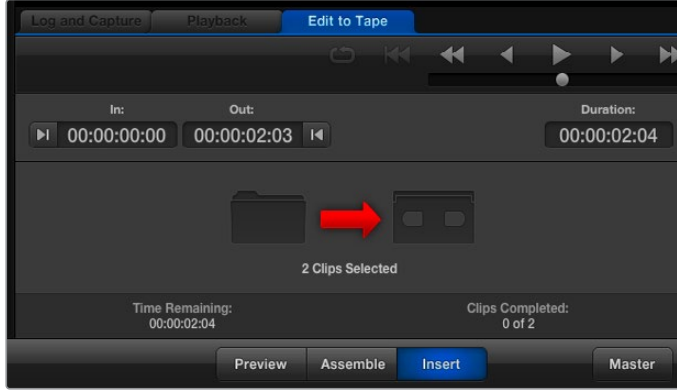 Log and Capture Playback Edit to Tape
In: Out: Duration:
00:00:00:00 00:00:02:03 00:00:02:04
2 Clips Selected
Time Remaining: Clips Completed:
00:00:02:04 0 of 2
Preview Assemble Insert Master